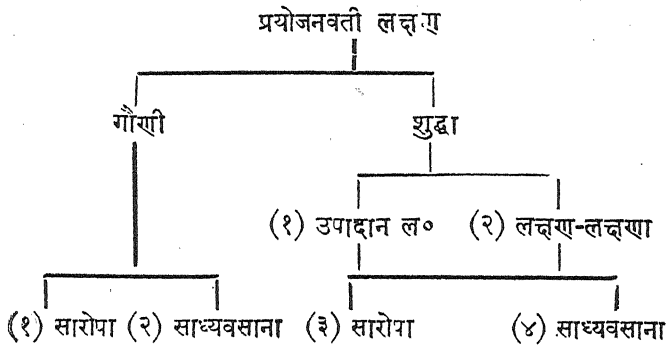 प्रयोजनवती लक्षणा
गौणी शुद्धा
(१) उपादान ल० (२) लक्षण-लक्षणा
(१) सारोपा (२) साध्यवसाना (३) सारोपा (४) साध्यवसाना